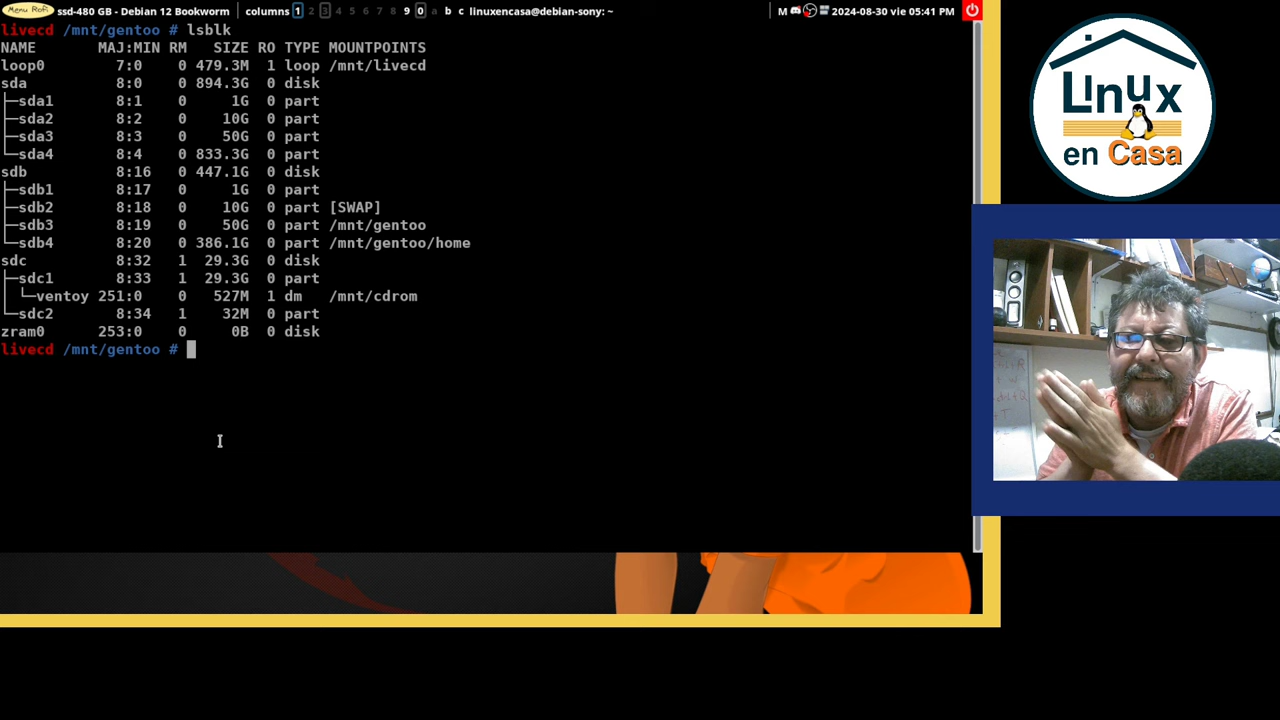 Menu Rofi ssd-480 GB - Debian 12 Bookworm columns 1 2 3 4 5 6 7 8 9 0 a b c linuxencasa@debian-sony: ~ M 2024-08-30 vie 05:41 PM
livecd /mnt/gentoo # lsblk
NAME MAJ:MIN RM SIZE RO TYPE MOUNTPOINTS
loop0 7:0 0 479.3M 1 loop /mnt/livecd
sda 8:0 0 894.3G 0 disk
├─sda1 8:1 0 1G 0 part
├─sda2 8:2 0 10G 0 part
├─sda3 8:3 0 50G 0 part
└─sda4 8:4 0 833.3G 0 part
sdb 8:16 0 447.1G 0 disk
├─sdb1 8:17 0 1G 0 part
├─sdb2 8:18 0 10G 0 part [SWAP]
├─sdb3 8:19 0 50G 0 part /mnt/gentoo
└─sdb4 8:20 0 386.1G 0 part /mnt/gentoo/home
sdc 8:32 1 29.3G 0 disk
├─sdc1 8:33 1 29.3G 0 part
│ └─ventoy 251:0 0 527M 1 dm /mnt/cdrom
└─sdc2 8:34 1 32M 0 part
zram0 253:0 0 0B 0 disk
livecd /mnt/gentoo #
Linux
en Casa